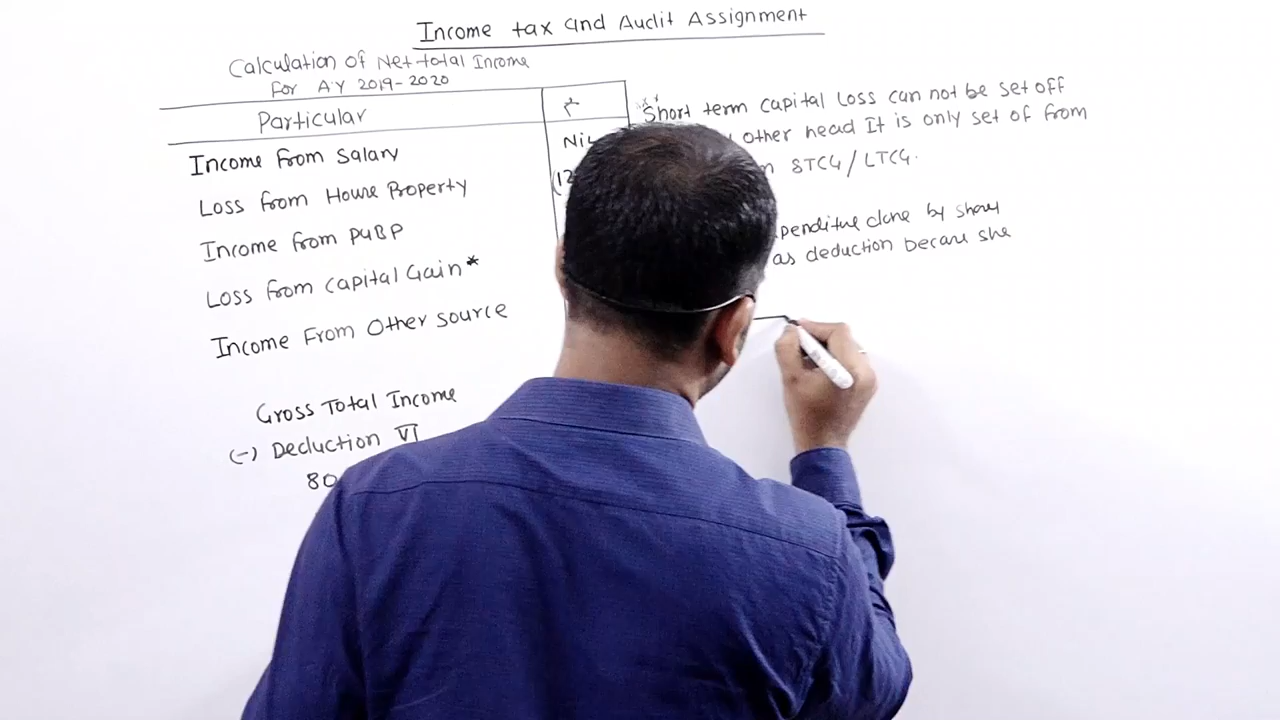 Income tax and Audit Assignment
Calculation of Net total Income
For A.Y 2019-2020
Particular ₹
Income from Salary Nil
Loss from House Property (12
Income from PGBP
Loss from Capital Gain*
Income From Other source
Gross Total Income
(-) Deduction VI
80
Short term capital Loss can not be set off
other head It is only set of from
STCG/LTCG.
done by
as deduction because she